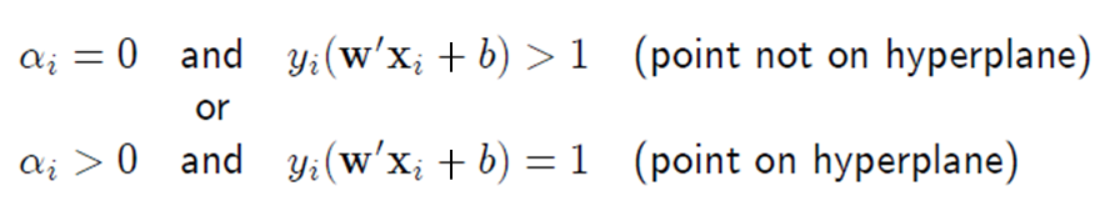 αᵢ = 0 and yᵢ(w'xᵢ + b) > 1 (point not on hyperplane)
or
αᵢ > 0 and yᵢ(w'xᵢ + b) = 1 (point on hyperplane)